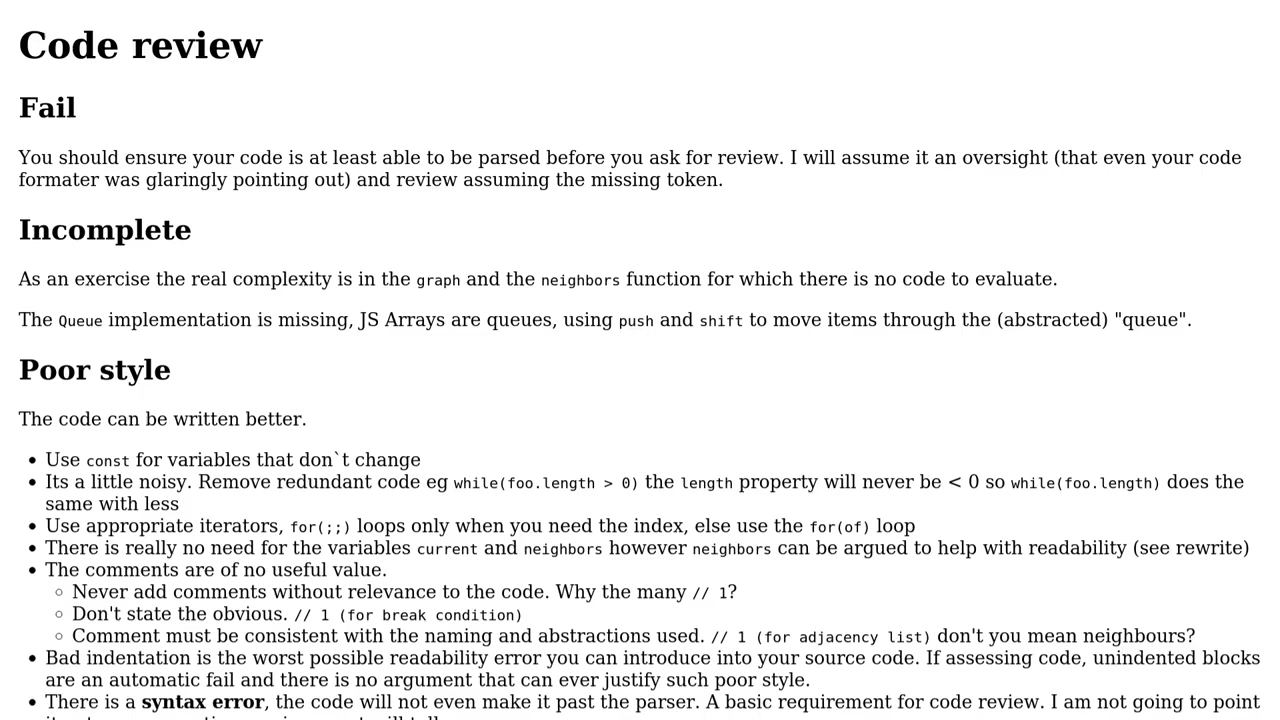 Code review
Fail
You should ensure your code is at least able to be parsed before you ask for review. I will assume it an oversight (that even your code
formater was glaringly pointing out) and review assuming the missing token.
Incomplete
As an exercise the real complexity is in the graph and the neighbors function for which there is no code to evaluate.
The Queue implementation is missing, JS Arrays are queues, using push and shift to move items through the (abstracted) "queue".
Poor style
The code can be written better.
• Use const for variables that don`t change
• Its a little noisy. Remove redundant code eg while(foo.length > 0) the length property will never be < 0 so while(foo.length) does the
same with less
• Use appropriate iterators, for(;;) loops only when you need the index, else use the for(of) loop
• There is really no need for the variables current and neighbors however neighbors can be argued to help with readability (see rewrite)
• The comments are of no useful value.
◦ Never add comments without relevance to the code. Why the many // 1?
◦ Don't state the obvious. // 1 (for break condition)
◦ Comment must be consistent with the naming and abstractions used. // 1 (for adjacency list) don't you mean neighbours?
• Bad indentation is the worst possible readability error you can introduce into your source code. If assessing code, unindented blocks
are an automatic fail and there is no argument that can ever justify such poor style.
• There is a syntax error, the code will not even make it past the parser. A basic requirement for code review. I am not going to point